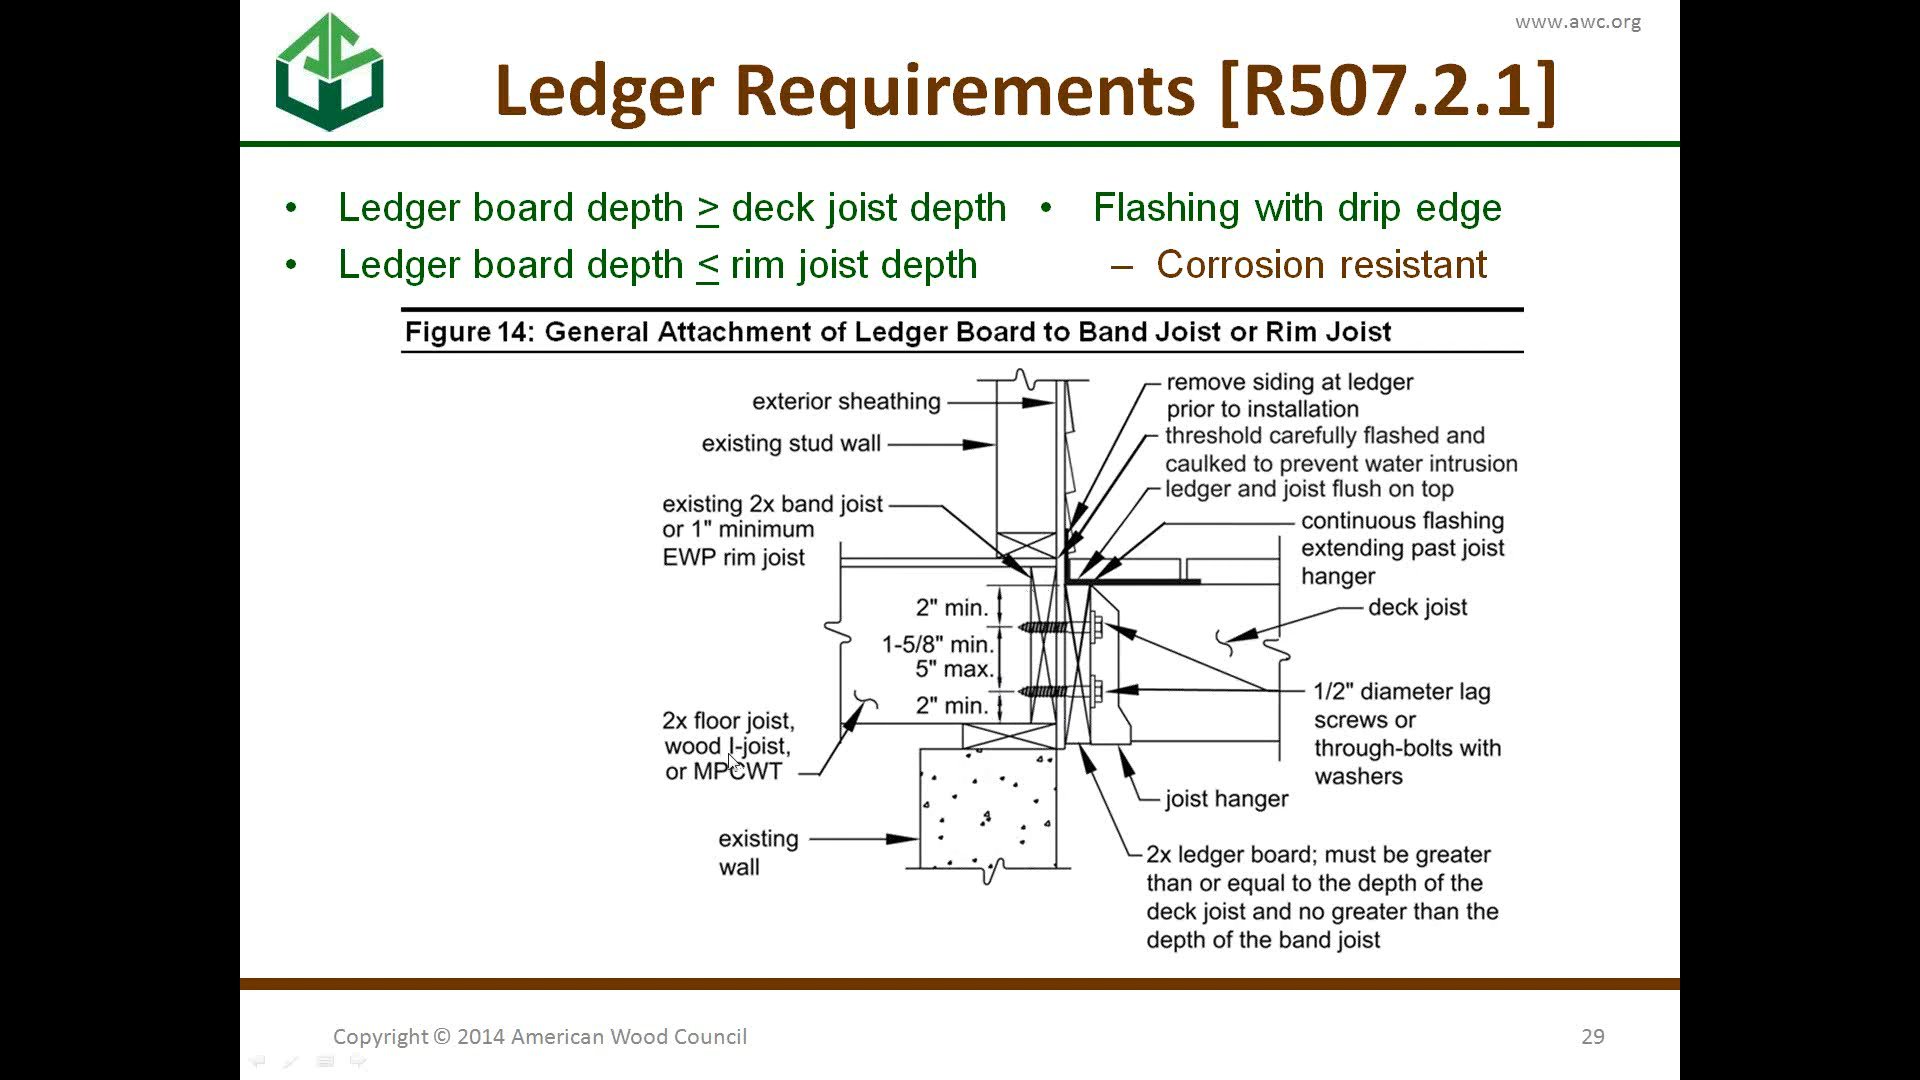 www.awc.org
Ledger Requirements [R507.2.1]
• Ledger board depth ≥ deck joist depth
• Ledger board depth ≤ rim joist depth
• Flashing with drip edge
– Corrosion resistant
Figure 14: General Attachment of Ledger Board to Band Joist or Rim Joist
exterior sheathing
existing stud wall
existing 2x band joist
or 1" minimum
EWP rim joist
2" min.
1-5/8" min.
5" max.
2" min.
2x floor joist,
wood I-joist,
or MPCWT
existing
wall
remove siding at ledger
prior to installation
threshold carefully flashed and
caulked to prevent water intrusion
ledger and joist flush on top
continuous flashing
extending past joist
hanger
deck joist
1/2" diameter lag
screws or
through-bolts with
washers
joist hanger
2x ledger board; must be greater
than or equal to the depth of the
deck joist and no greater than the
depth of the band joist
Copyright © 2014 American Wood Council
29